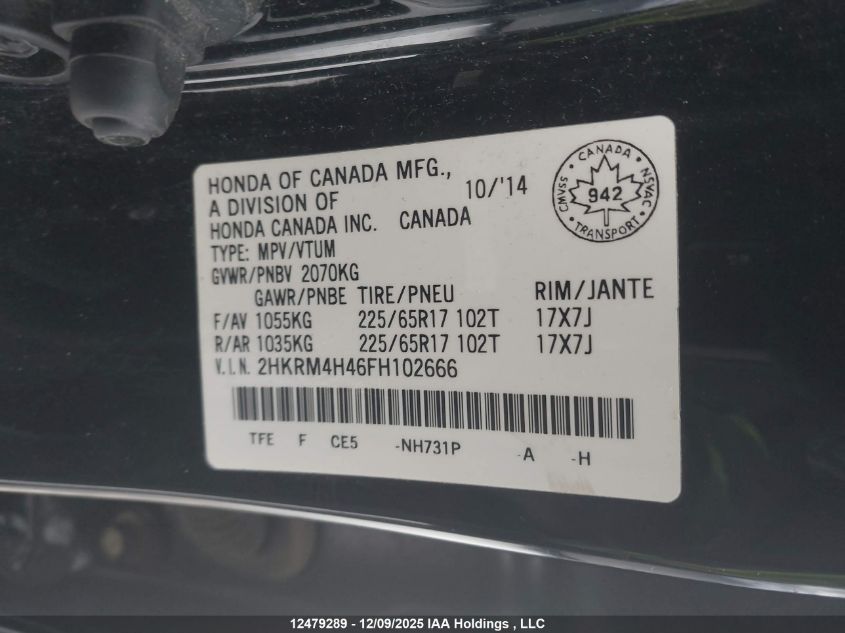 HONDA OF CANADA MFG.,
A DIVISION OF 10/'14
HONDA CANADA INC. CANADA
TYPE: MPV/VTUM
GVWR/PNBV 2070KG
GAWR/PNBE TIRE/PNEU RIM/JANTE
F/AV 1055KG 225/65R17 102T 17X7J
R/AR 1035KG 225/65R17 102T 17X7J
V.I.N. 2HKRM4H46FH102666
TFE F CE5 -NH731P -A -H
CANADA
CMVSS 942 NSVAC
TRANSPORT
12479289 - 12/09/2025 IAA Holdings , LLC